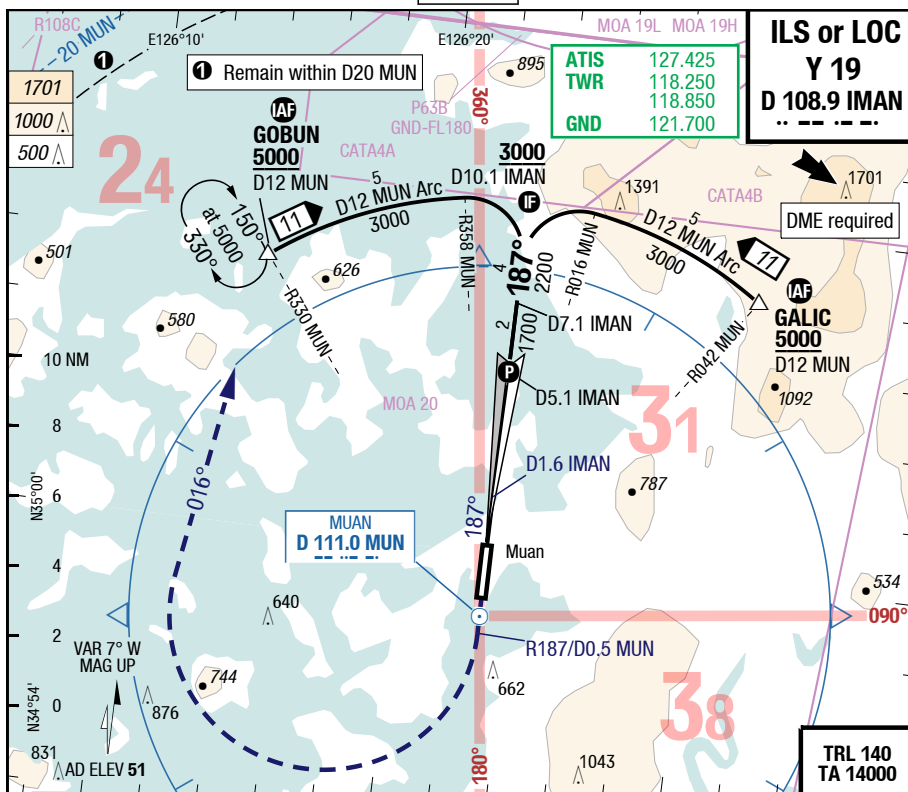 R108C
20 MUN
E126°10'
E126°20'
MOA 19L
MOA 19H
ILS or LOC
Y 19
D 108.9 IMAN
❶
❶ Remain within D20 MUN
895
ATIS 127.425
TWR 118.250
118.850
GND 121.700
1701
1000
500
24
IAF
GOBUN
5000
D12 MUN
P63B
GND-FL180
CATA4A
360°
3000
D10.1 IMAN
IF
1391
CATA4B
1701
DME required
150°
at 5000
330°
11
5
D12 MUN Arc
3000
R358 MUN
4
187°
2200
R016 MUN
5
D12 MUN Arc
3000
11
IAF
GALIC
5000
D12 MUN
501
626
580
R330 MUN
R042 MUN
D7.1 IMAN
2
1700
P
D5.1 IMAN
1092
10 NM
8
6
4
2
0
MOA 20
31
787
D1.6 IMAN
N35°00'
016°
187°
MUAN
D 111.0 MUN
Muan
534
090°
640
R187/D0.5 MUN
VAR 7° W
MAG UP
744
662
38
N34°54'
876
831
AD ELEV 51
180°
1043
TRL 140
TA 14000